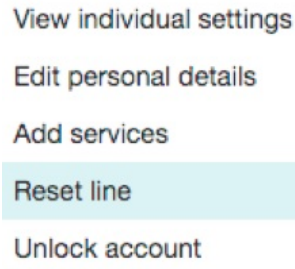 View individual settings
Edit personal details
Add services
Reset line
Unlock account